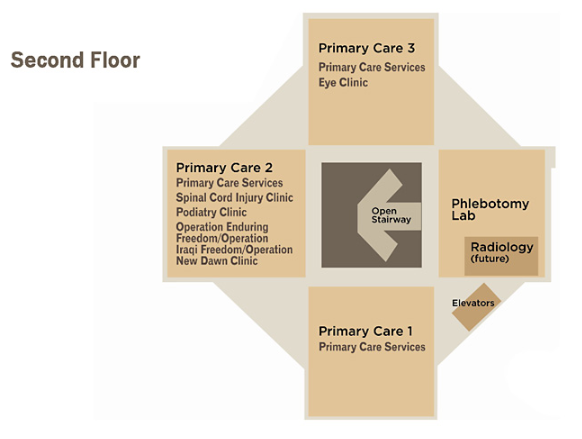 Second Floor
Primary Care 3
Primary Care Services
Eye Clinic
Primary Care 2
Primary Care Services
Spinal Cord Injury Clinic
Podiatry Clinic
Operation Enduring
Freedom/Operation
Iraqi Freedom/Operation
New Dawn Clinic
Open
Stairway
Phlebotomy
Lab
Radiology
(future)
Elevators
Primary Care 1
Primary Care Services